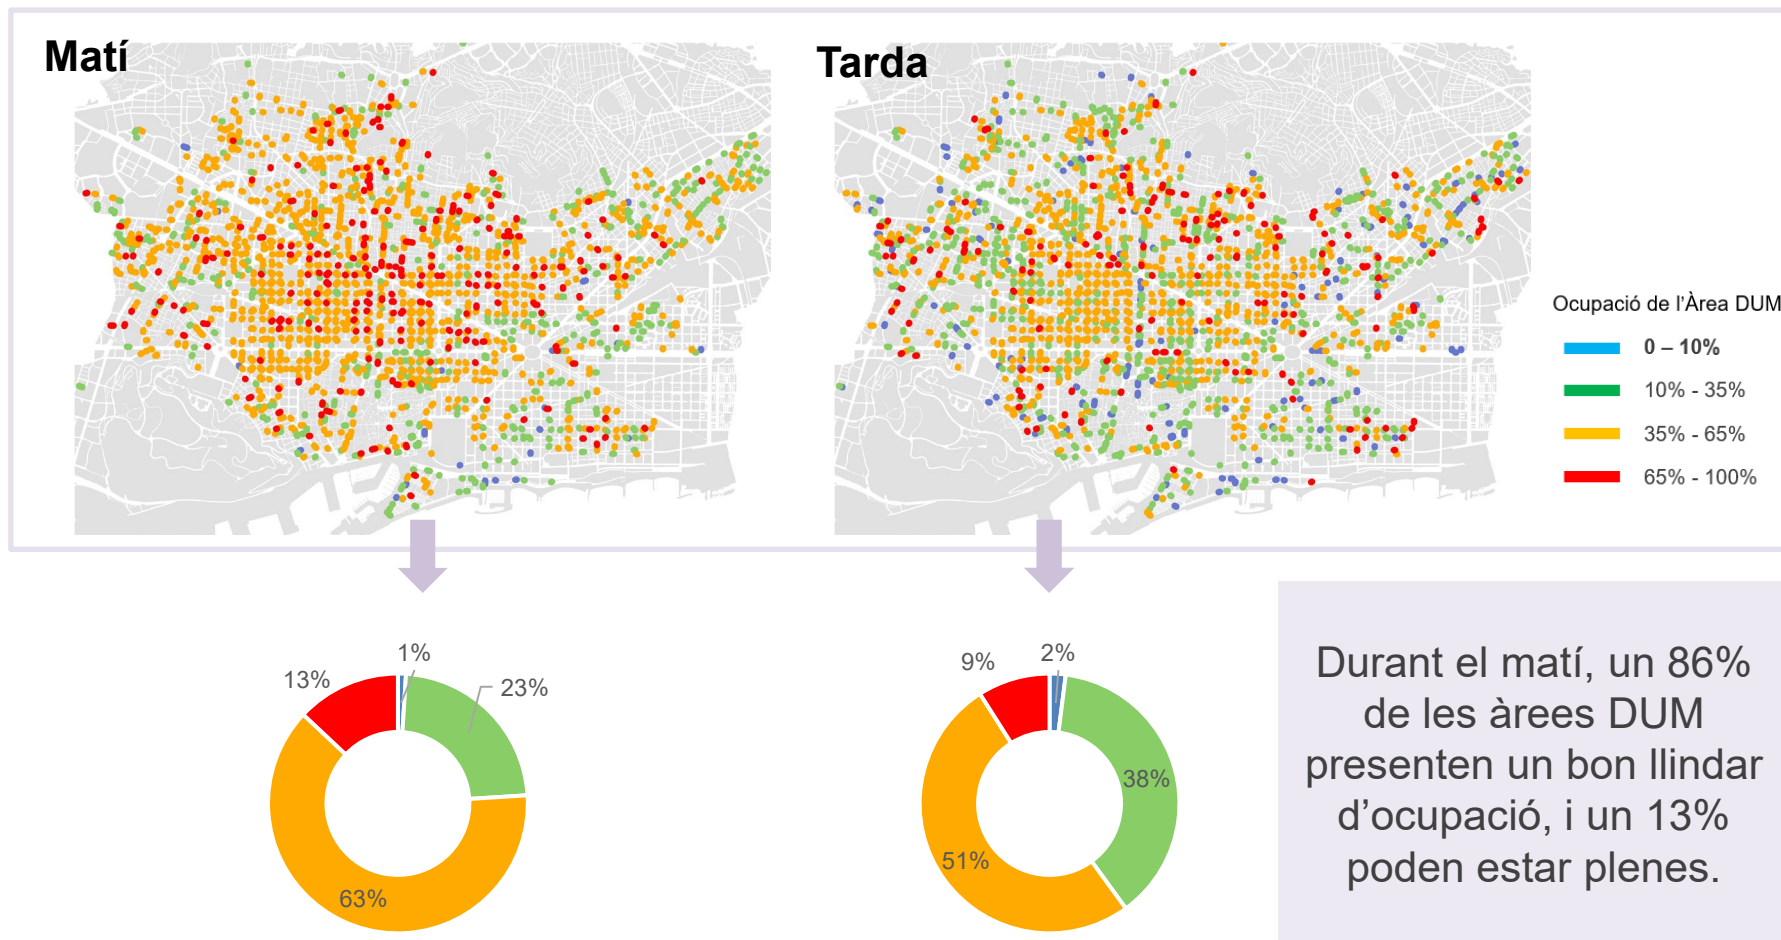 Matí
Tarda
Ocupació de l'Àrea DUM
0 – 10%
10% - 35%
35% - 65%
65% - 100%
1%
13%
23%
63%
2%
9%
38%
51%
Durant el matí, un 86%
de les àrees DUM
presenten un bon llindar
d’ocupació, i un 13%
poden estar plenes.